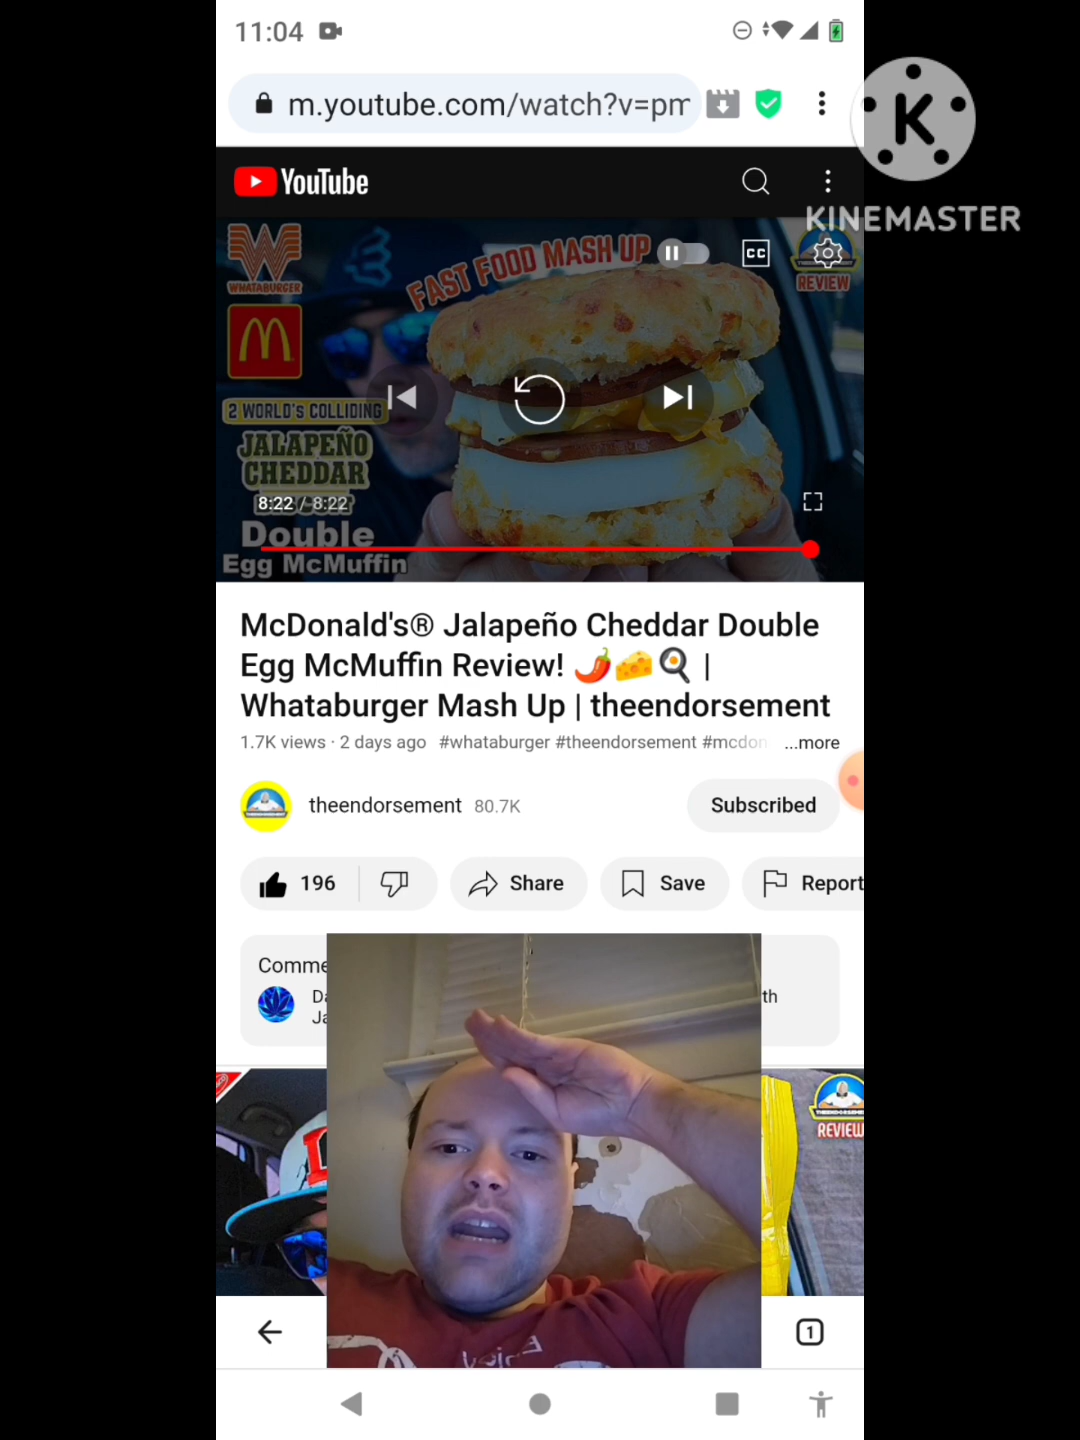 11:04
m.youtube.com/watch?v=pm
K
KINEMASTER
YouTube
WHATABURGER
FAST FOOD MASH UP
CC
REVIEW
2 WORLD'S COLLIDING
JALAPEÑO
CHEDDAR
8:22 / 8:22
Double
Egg McMuffin
McDonald's® Jalapeño Cheddar Double
Egg McMuffin Review! 🌶️🧀🍳 |
Whataburger Mash Up | theendorsement
1.7K views · 2 days ago #whataburger #theendorsement #mcdon ...more
theendorsement 80.7K
Subscribed
196
Share
Save
Report
Comme
th
REVIEW
1